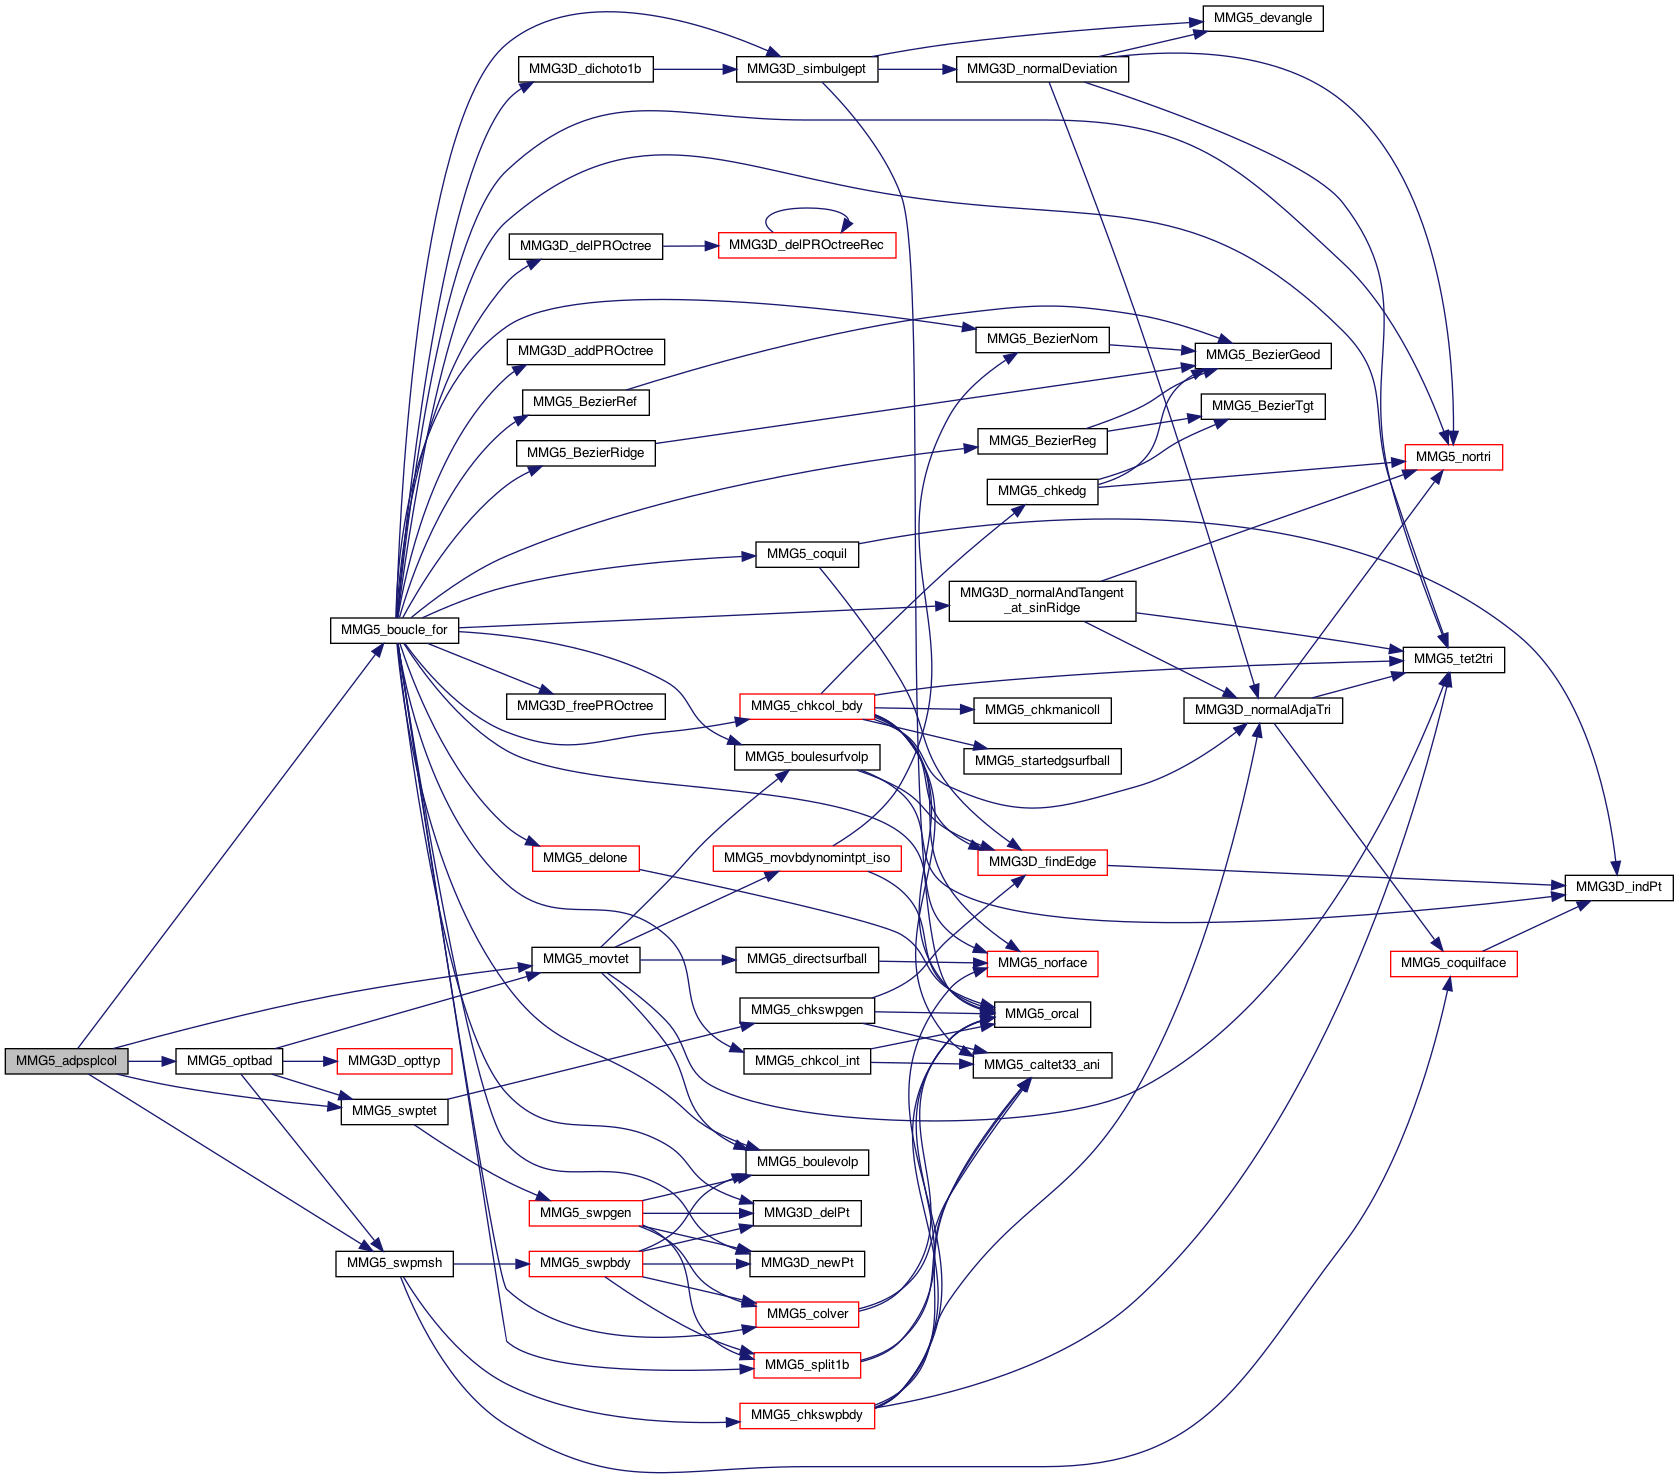 MMG5_devangle
MMG3D_dichoto1b
MMG3D_simbulgept
MMG3D_normalDeviation
MMG3D_delPROctree
MMG3D_delPROctreeRec
MMG5_BezierNom
MMG3D_addPROctree
MMG5_BezierGeod
MMG5_BezierRef
MMG5_BezierTgt
MMG5_BezierReg
MMG5_BezierRidge
MMG5_nortri
MMG5_chkedg
MMG5_coquil
MMG3D_normalAndTangent
_at_sinRidge
MMG5_boucle_for
MMG5_tet2tri
MMG3D_freePROctree
MMG5_chkcol_bdy
MMG5_chkmanicoll
MMG3D_normalAdjaTri
MMG5_boulesurfvolp
MMG5_startedgsurfball
MMG5_delone
MMG5_movbdynomintpt_iso
MMG3D_findEdge
MMG3D_indPt
MMG5_movtet
MMG5_directsurfball
MMG5_norface
MMG5_coquilface
MMG5_chkswpgen
MMG5_orcal
MMG5_adpsplcol
MMG5_optbad
MMG3D_opttyp
MMG5_chkcol_int
MMG5_caltet33_ani
MMG5_swptet
MMG5_boulevolp
MMG5_swpgen
MMG3D_delPt
MMG5_swpmsh
MMG5_swpbdy
MMG3D_newPt
MMG5_colver
MMG5_split1b
MMG5_chkswpbdy